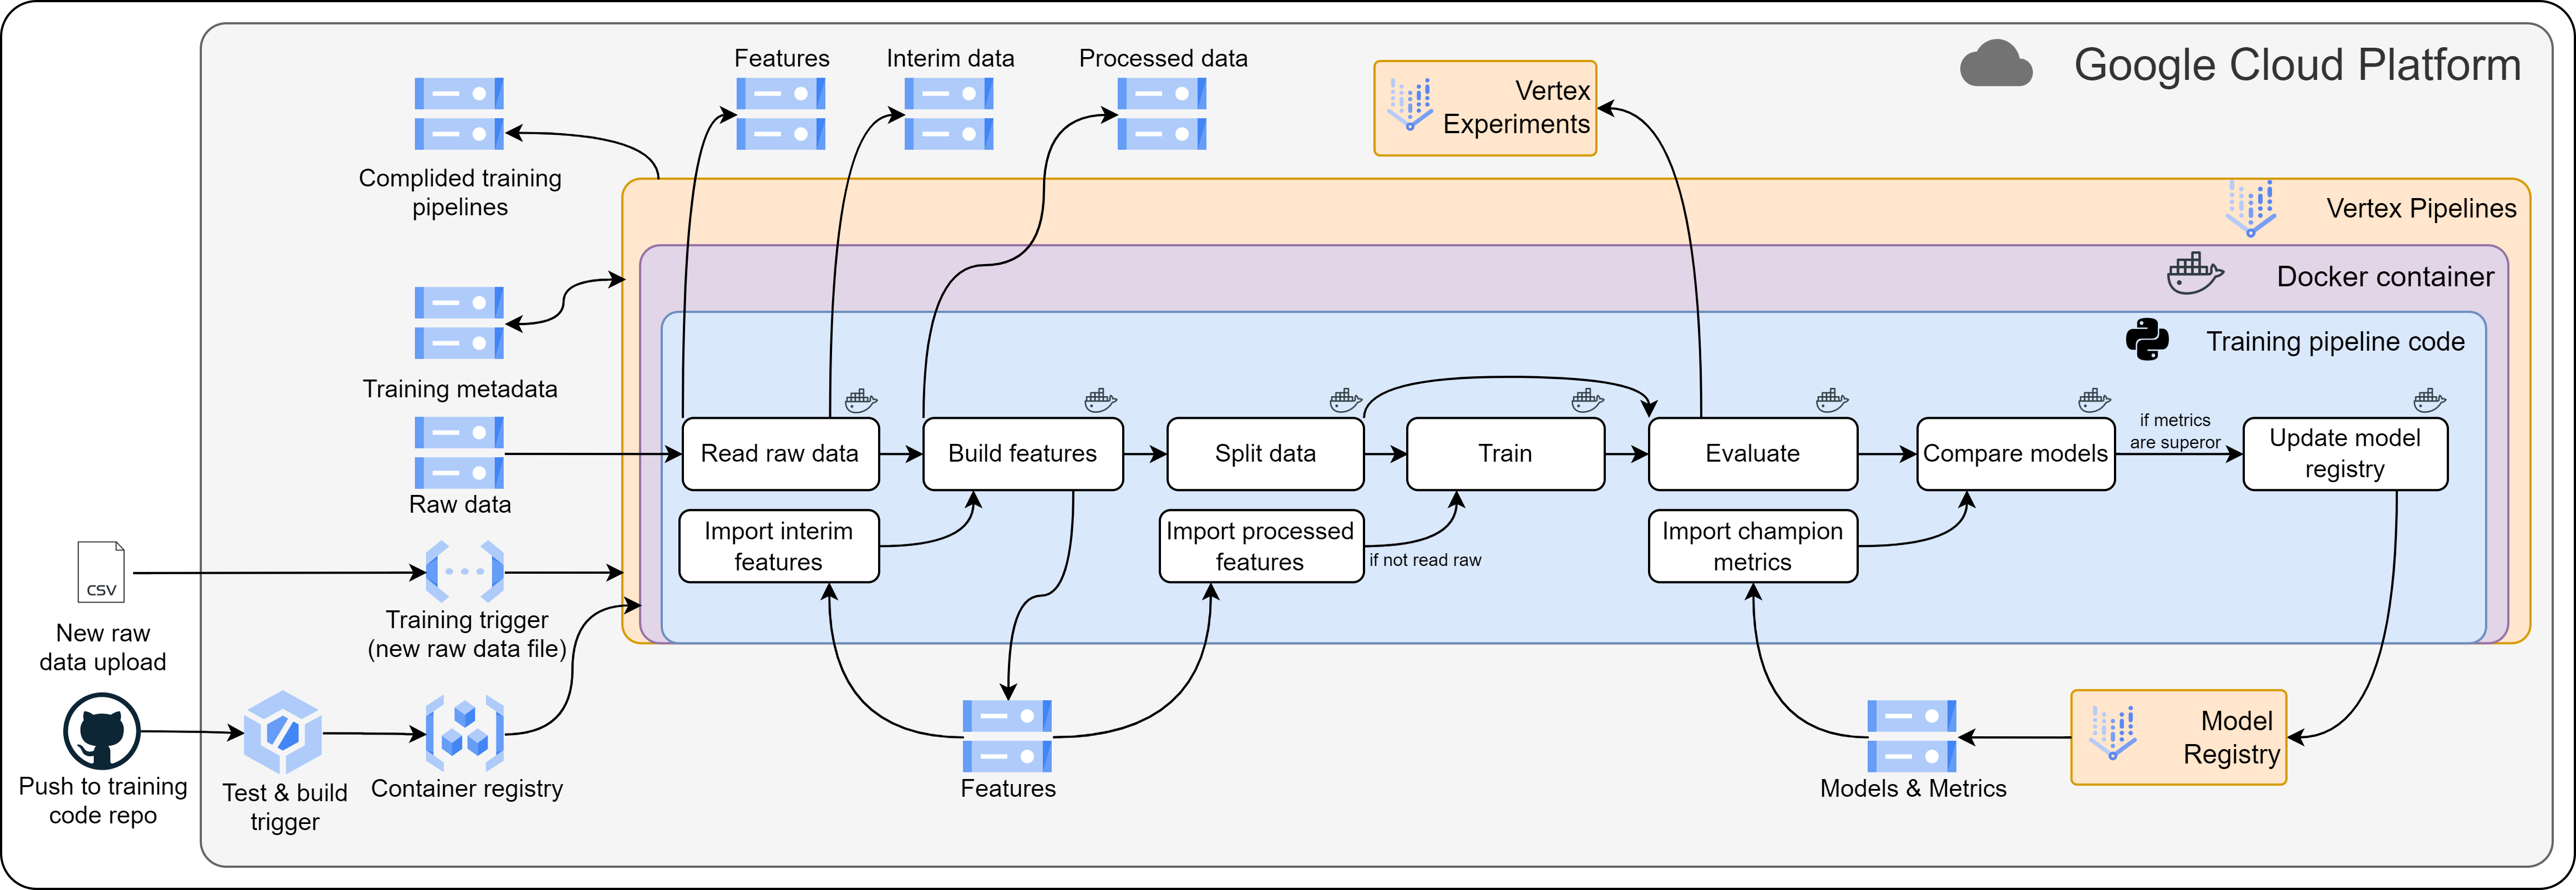 Google Cloud Platform
Features
Interim data
Processed data
Vertex
Experiments
Complided training
pipelines
Vertex Pipelines
Docker container
Training pipeline code
Training metadata
Raw data
Read raw data
Build features
Split data
Train
Evaluate
Compare models
if metrics
are superor
Update model
registry
Import interim
features
Import processed
features
if not read raw
Import champion
metrics
CSV
New raw
data upload
Training trigger
(new raw data file)
Push to training
code repo
Test & build
trigger
Container registry
Features
Models & Metrics
Model
Registry